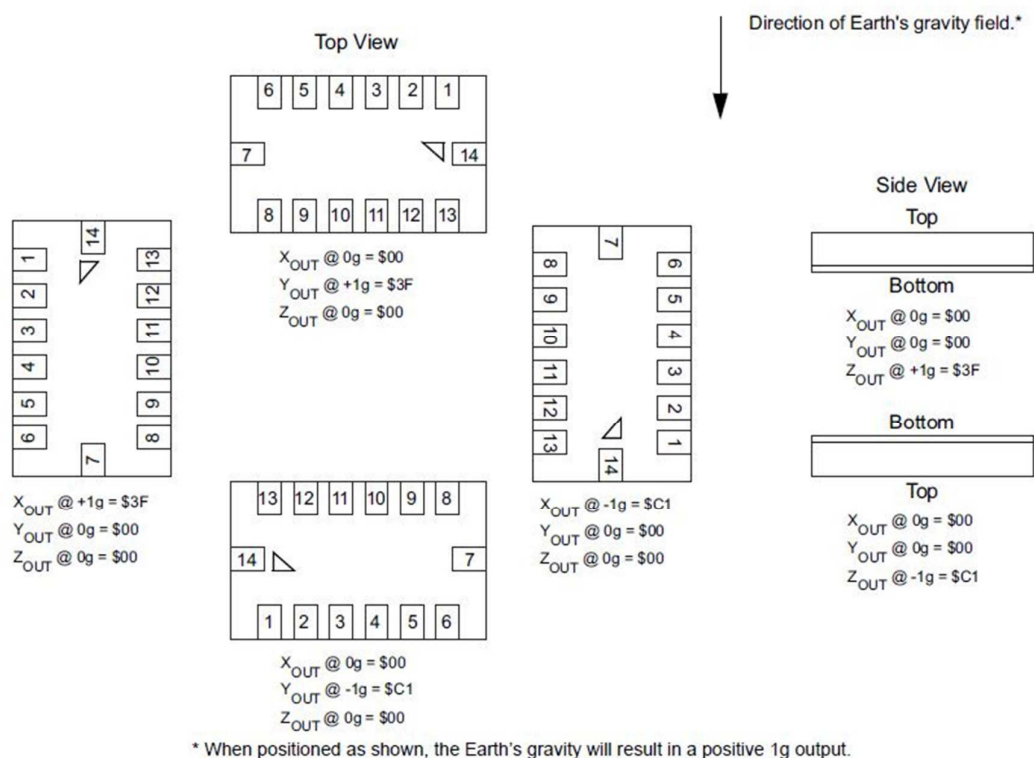 Direction of Earth's gravity field.*
Top View
6 5 4 3 2 1
7 14
8 9 10 11 12 13
X_OUT @ 0g = $00
Y_OUT @ +1g = $3F
Z_OUT @ 0g = $00
14
1 13
2 12
3 11
4 10
5 9
6 8
7
X_OUT @ +1g = $3F
Y_OUT @ 0g = $00
Z_OUT @ 0g = $00
13 12 11 10 9 8
14 7
1 2 3 4 5 6
X_OUT @ 0g = $00
Y_OUT @ -1g = $C1
Z_OUT @ 0g = $00
7
8 6
9 5
10 4
11 3
12 2
13 1
14
X_OUT @ -1g = $C1
Y_OUT @ 0g = $00
Z_OUT @ 0g = $00
Side View
Top
Bottom
X_OUT @ 0g = $00
Y_OUT @ 0g = $00
Z_OUT @ +1g = $3F
Bottom
Top
X_OUT @ 0g = $00
Y_OUT @ 0g = $00
Z_OUT @ -1g = $C1
* When positioned as shown, the Earth's gravity will result in a positive 1g output.